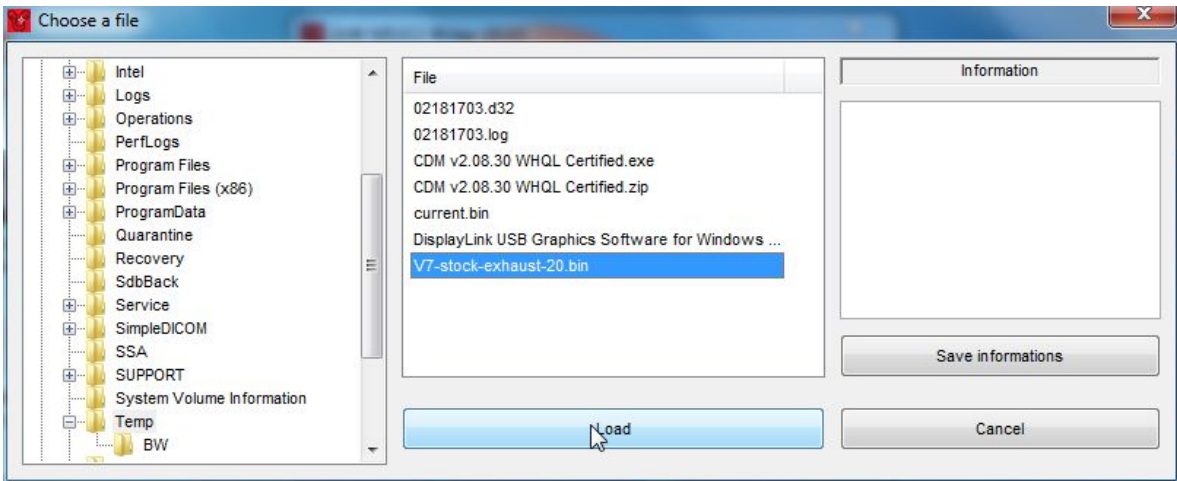 Choose a file
Intel
Logs
Operations
PerfLogs
Program Files
Program Files (x86)
ProgramData
Quarantine
Recovery
SdbBack
Service
SimpleDICOM
SSA
SUPPORT
System Volume Information
Temp
BW
File
02181703.d32
02181703.log
CDM v2.08.30 WHQL Certified.exe
CDM v2.08.30 WHQL Certified.zip
current.bin
DisplayLink USB Graphics Software for Windows ...
V7-stock-exhaust-20.bin
Load
Information
Save informations
Cancel